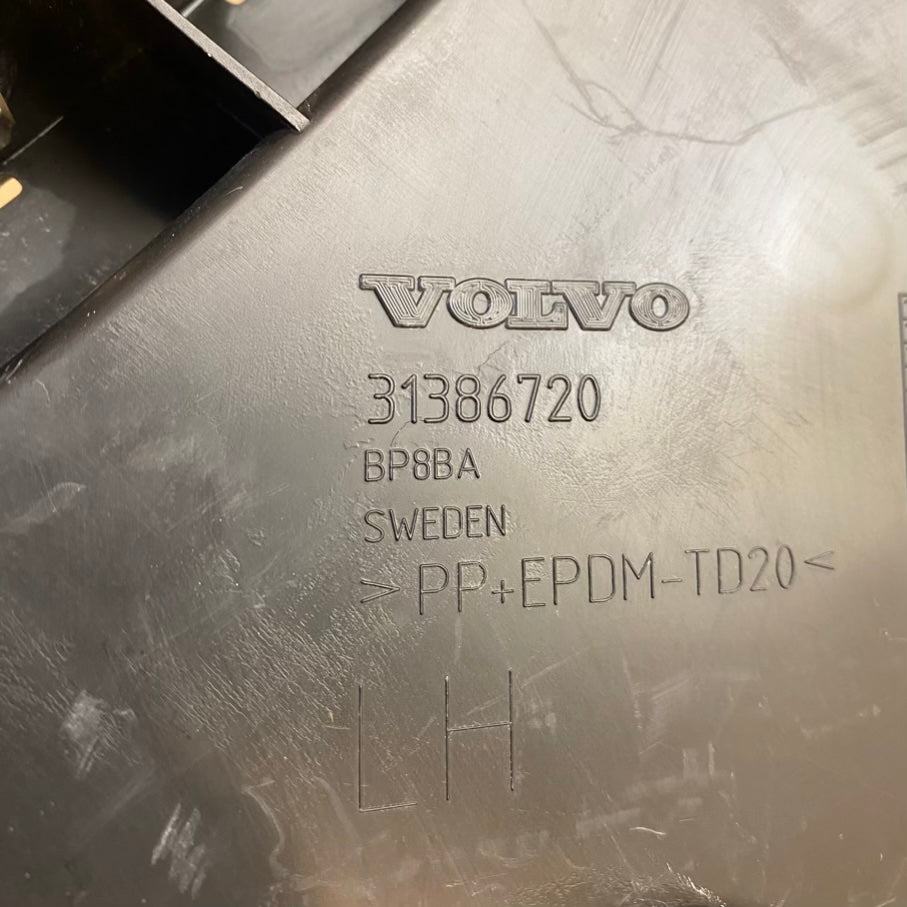 VOLVO
31386720
BP8BA
SWEDEN
>PP+EPDM-TD20<
LH